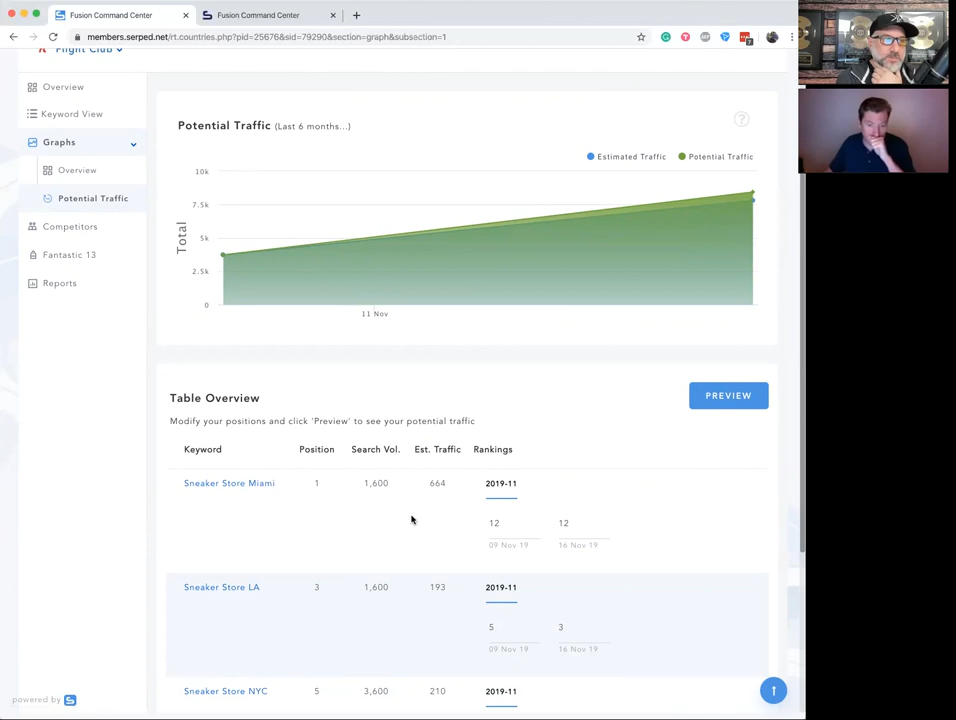 Fusion Command Center
Fusion Command Center
members.serped.net/rt.countries.php?pid=25676&sid=79290&section=graph&subsection=1
Flight Club
Overview
Keyword View
Graphs
Overview
Potential Traffic
Competitors
Fantastic 13
Reports
powered by S
Potential Traffic (Last 6 months...)
?
Estimated Traffic
Potential Traffic
Total
10k
7.5k
5k
2.5k
0
11 Nov
Table Overview
PREVIEW
Modify your positions and click 'Preview' to see your potential traffic
Keyword Position Search Vol. Est. Traffic Rankings
Sneaker Store Miami 1 1,600 664 2019-11
12 12
09 Nov 19 16 Nov 19
Sneaker Store LA 3 1,600 193 2019-11
5 3
09 Nov 19 16 Nov 19
Sneaker Store NYC 5 3,600 210 2019-11